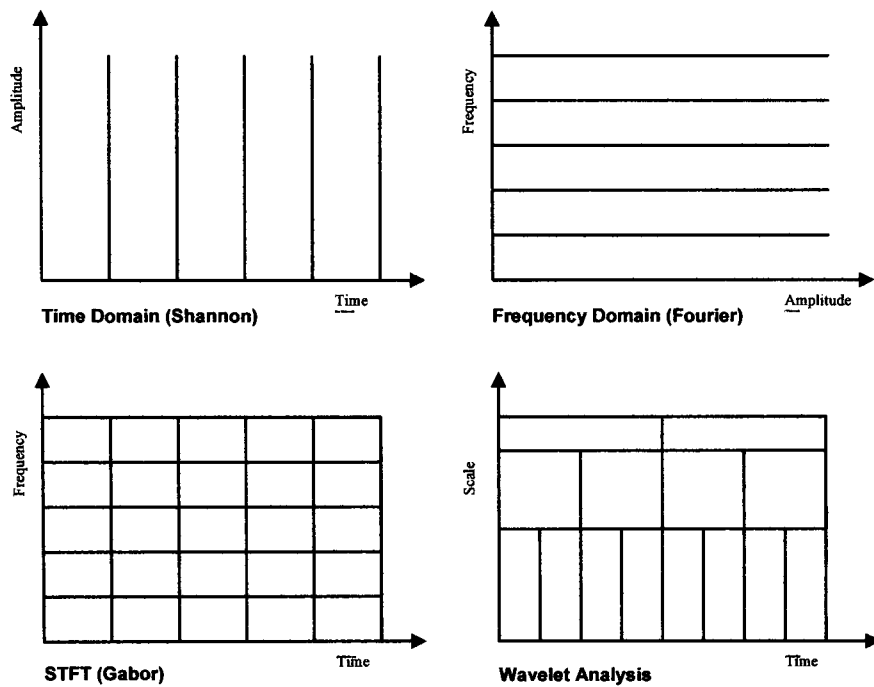 Amplitude
Time
Time Domain (Shannon)
Frequency
Amplitude
Frequency Domain (Fourier)
Frequency
Time
STFT (Gabor)
Scale
Time
Wavelet Analysis